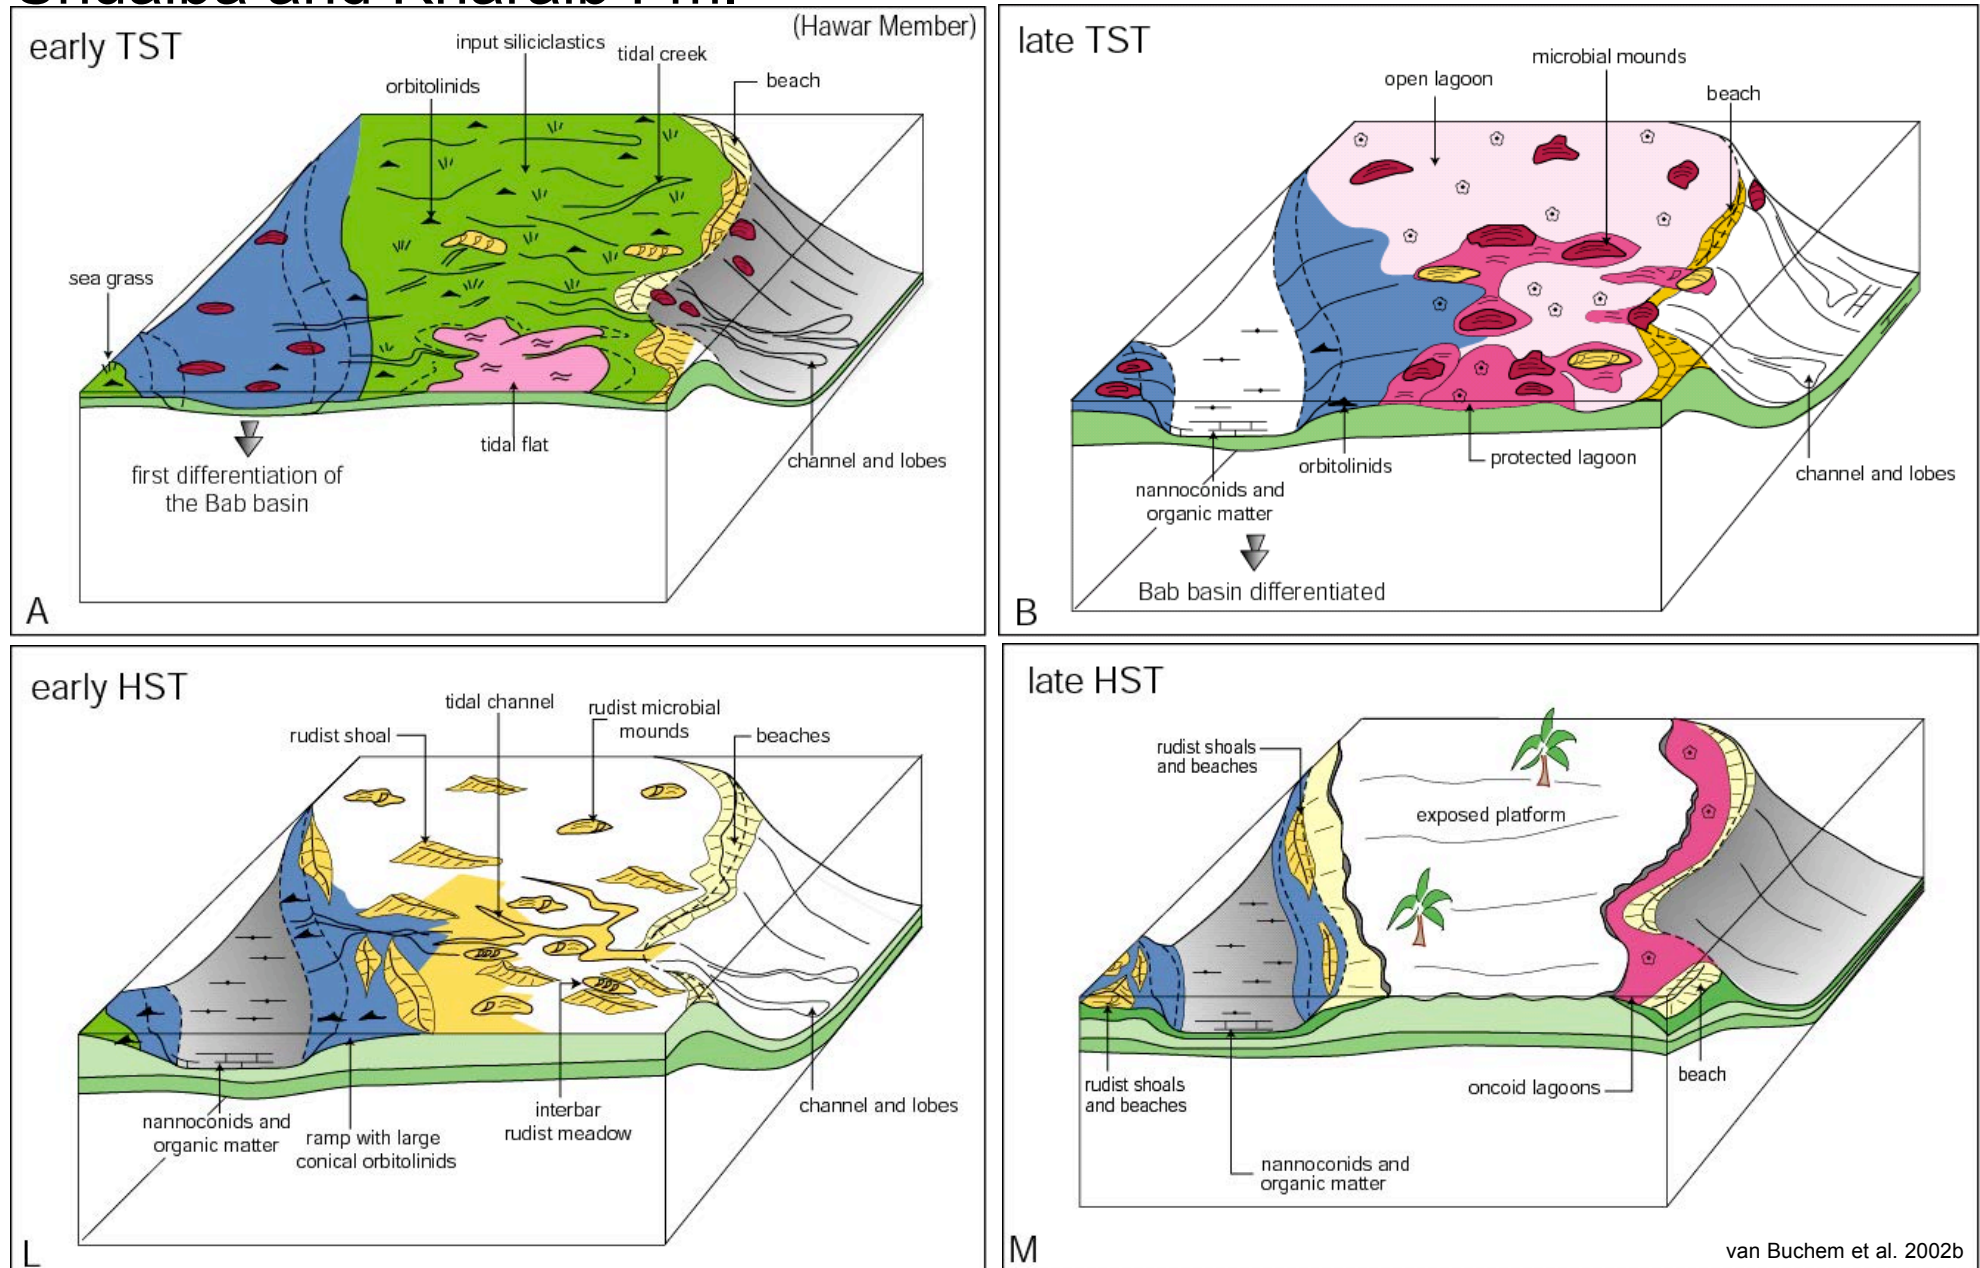 Shuaiba and Kharaib Fm.
early TST
(Hawar Member)
input siliciclastics
tidal creek
orbitolinids
beach
sea grass
tidal flat
channel and lobes
first differentiation of
the Bab basin
A
late TST
microbial mounds
open lagoon
beach
orbitolinids
protected lagoon
channel and lobes
nannoconids and
organic matter
Bab basin differentiated
B
early HST
tidal channel
rudist microbial
mounds
rudist shoal
beaches
channel and lobes
interbar
rudist meadow
nannoconids and
organic matter
ramp with large
conical orbitolinids
L
late HST
rudist shoals
and beaches
exposed platform
rudist shoals
and beaches
oncoid lagoons
beach
nannoconids and
organic matter
M
van Buchem et al. 2002b